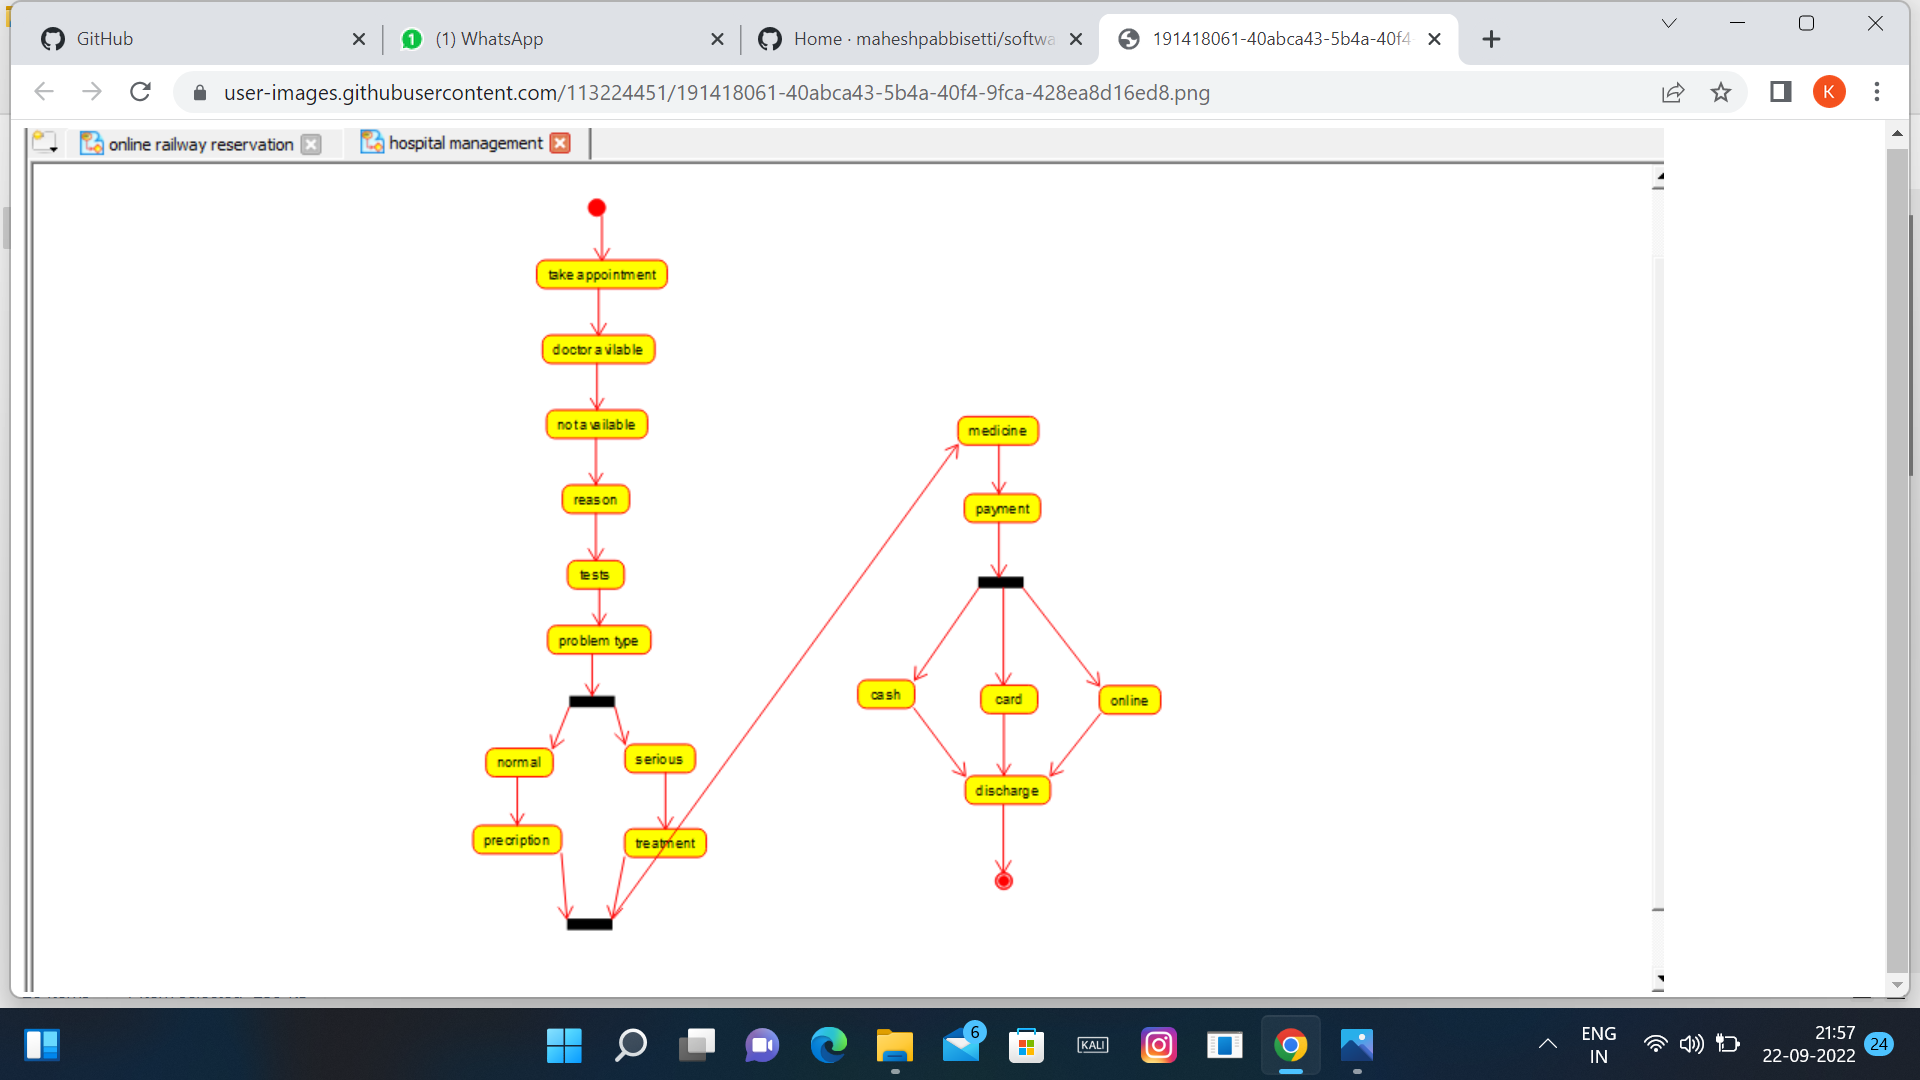 GitHub
(1) WhatsApp
Home · maheshpabbisetti/softwa
191418061-40abca43-5b4a-40f4-
user-images.githubusercontent.com/113224451/191418061-40abca43-5b4a-40f4-9fca-428ea8d16ed8.png
K
online railway reservation
hospital management
take appointment
doctor avilable
not available
reason
tests
problem type
normal
serious
precription
treatment
medicine
payment
cash
card
online
discharge
6
KALI
ENG
IN
21:57
22-09-2022
24